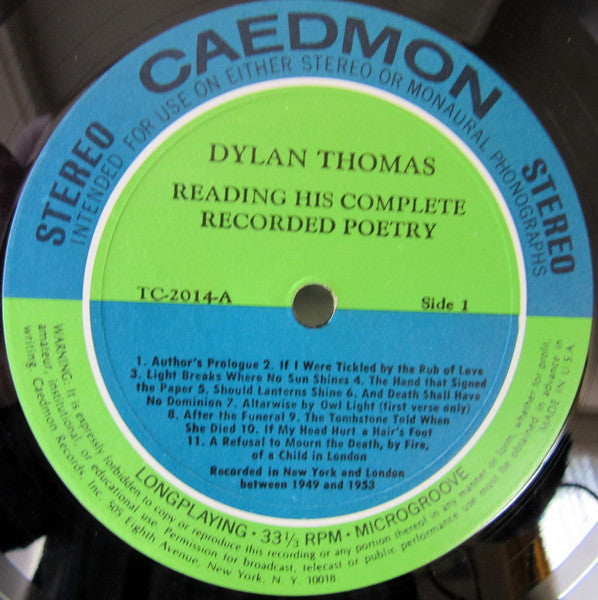 CAEDMON
STEREO
INTENDED FOR USE ON EITHER STEREO OR MONAURAL PHONOGRAPHS
STEREO
DYLAN THOMAS
READING HIS COMPLETE
RECORDED POETRY
TC-2014-A
Side 1
1. Author's Prologue 2. If I Were Tickled by the Rub of Love
3. Light Breaks Where No Sun Shines 4. The Hand that Signed
the Paper 5. Should Lanterns Shine 6. And Death Shall Have
No Dominion 7. Altarwise by Owl Light (first verse only)
8. After the Funeral 9. The Tombstone Told When
She Died 10. If My Head Hurt a Hair's Foot
11. A Refusal to Mourn the Death, by Fire,
of a Child in London
Recorded in New York and London
between 1949 and 1953
LONGPLAYING · 33⅓ RPM · MICROGROOVE
WARNING: It is expressly forbidden to copy or reproduce this recording or any portion thereof in any manner or form, whether for profit,
amateur, institutional or educational use. Permission for broadcast, telecast or public performance use must be obtained in advance in
writing. Caedmon Records, Inc. 505 Eighth Avenue, New York, N. Y. 10018.
MADE IN U.S.A.